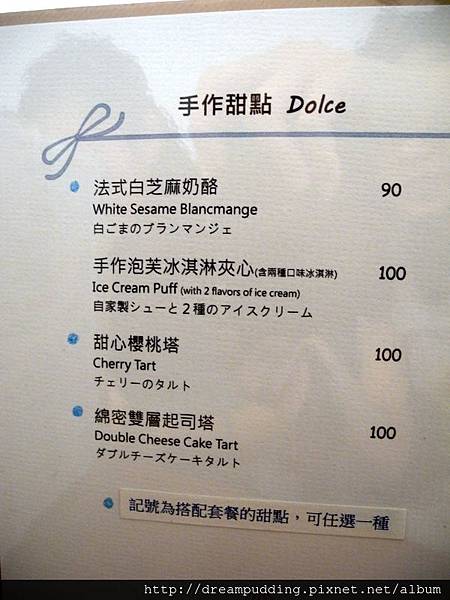 手作甜點 Dolce
法式白芝麻奶酪 90
White Sesame Blancmange
白ごまのブランマンジェ
手作泡芙冰淇淋夾心(含兩種口味冰淇淋) 100
Ice Cream Puff (with 2 flavors of ice cream)
自家製シューと2種のアイスクリーム
甜心櫻桃塔 100
Cherry Tart
チェリーのタルト
綿密雙層起司塔 100
Double Cheese Cake Tart
ダブルチーズケーキタルト
記號為搭配套餐的甜點，可任選一種
http://dreampudding.pixnet.net/album